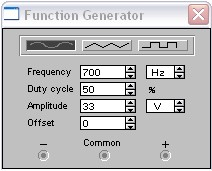 Function Generator
Frequency 700 Hz
Duty cycle 50 %
Amplitude 33 V
Offset 0
− Common +